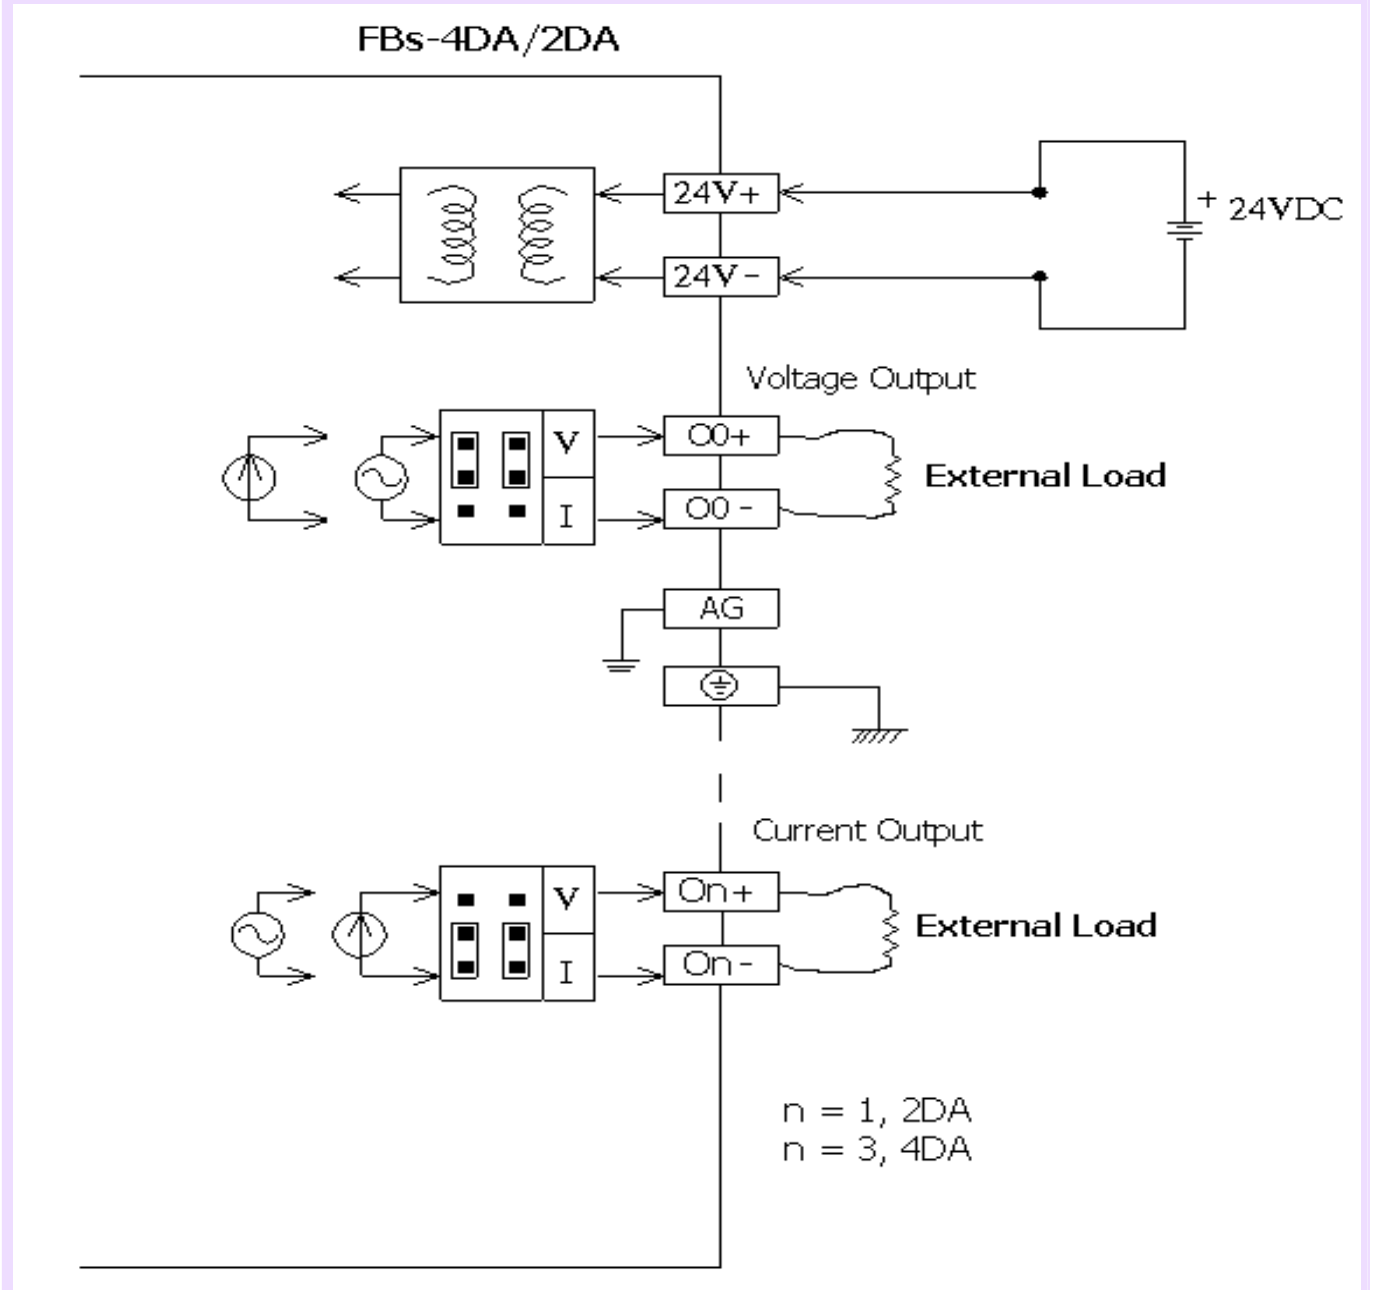 FBs-4DA/2DA
24V+
+ 24VDC
24V-
Voltage Output
V
O0+
External Load
I
O0-
AG
Current Output
V
On+
External Load
I
On-
n = 1, 2DA
n = 3, 4DA